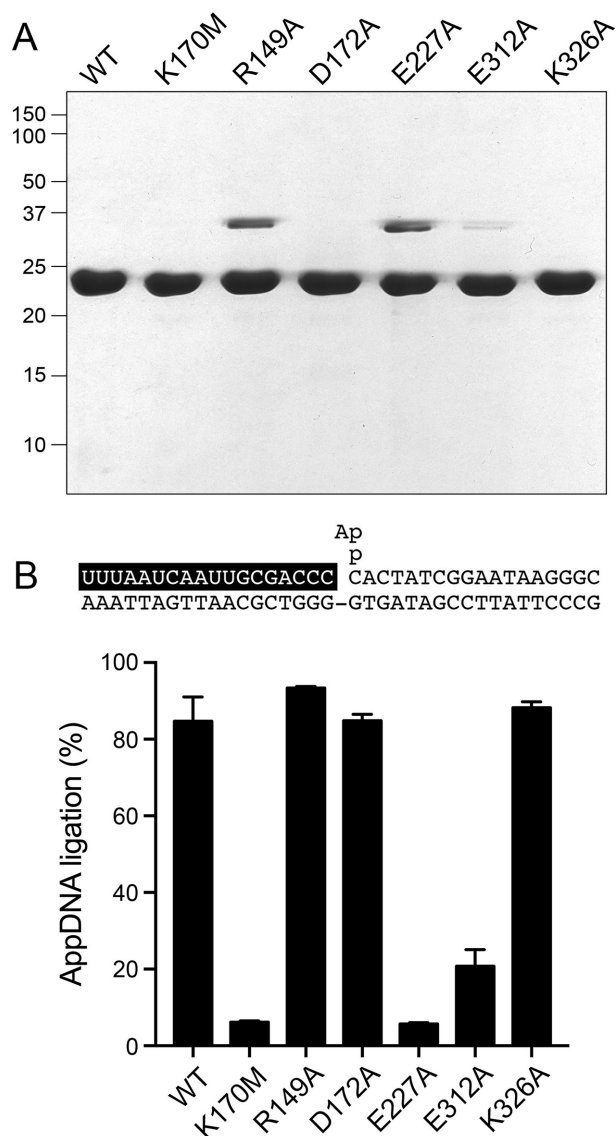 A
WT K170M R149A D172A E227A E312A K326A
150
100
50
37
25
20
15
10
B
App
p
UUUAAUCAAUUGCGACCC CACTATCGGAATAAGGGC
AAATTAGTTAACGCTGGG–GTGATAGCCTTATTCCCG
AppDNA ligation (%)
100
80
60
40
20
0
WT K170M R149A D172A E227A E312A K326A